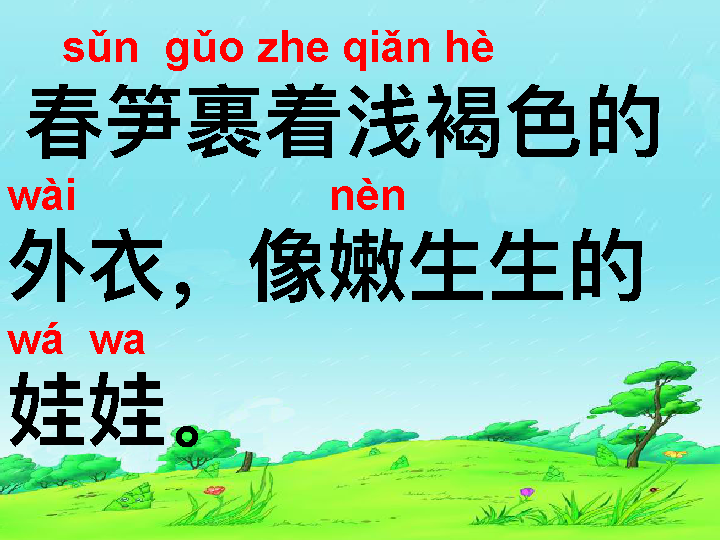 sǔn guǒ zhe qiǎn hè
春笋裹着浅褐色的
wài nèn
外衣，像嫩生生的
wá wa
娃娃。